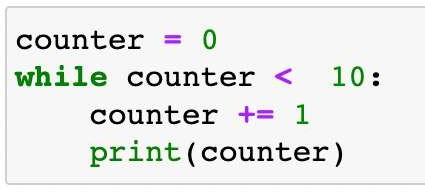 counter = 0
while counter <  10:
    counter += 1
    print(counter)